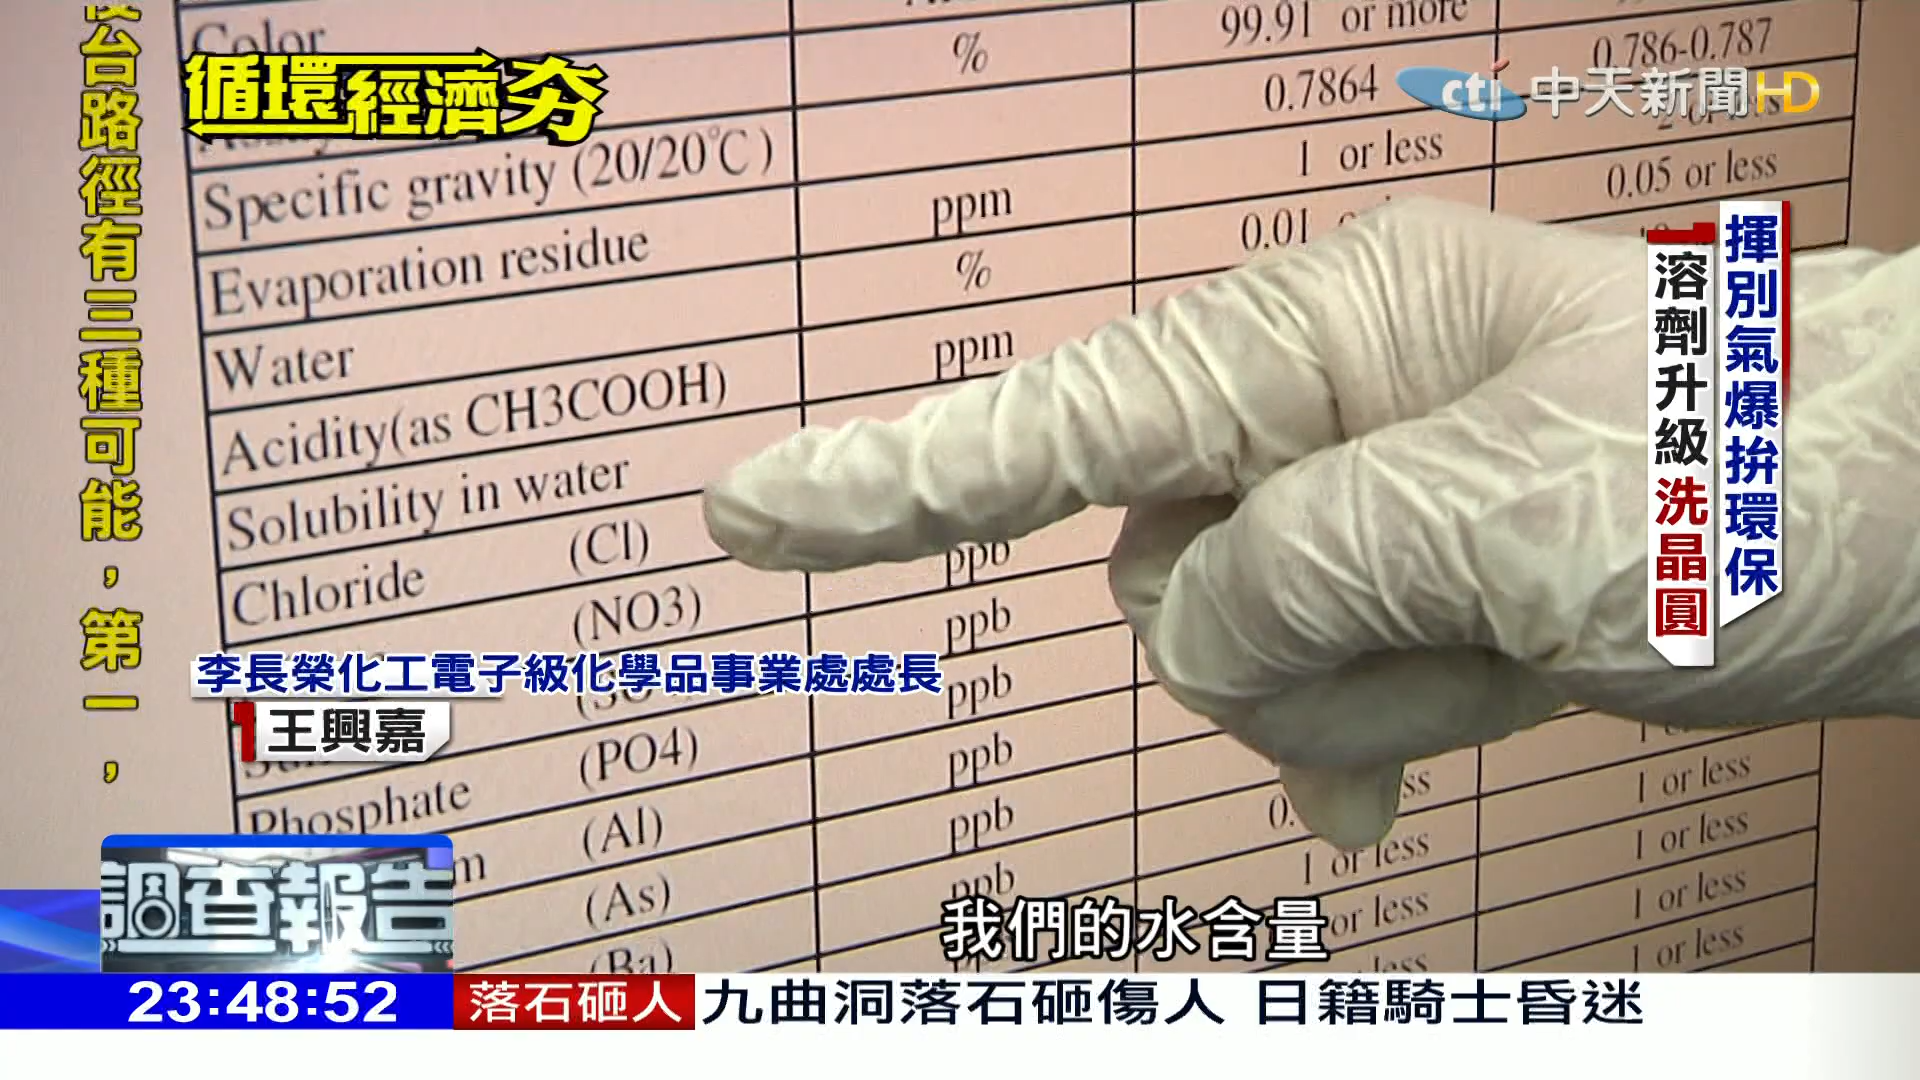 循環經濟夯
cti 中天新聞HD
台路徑有三種可能，第一，
揮別氣爆拚環保
溶劑升級洗晶圓
Color
% 99.91 or more
0.7864 0.786-0.787
Specific gravity (20/20℃)
1 or less 2 or less
Evaporation residue ppm 0.01 0.05 or less
Water %
Acidity(as CH3COOH) ppm
Solubility in water
Chloride (Cl) ppb
(NO3) ppb
ppb
Phosphate (PO4) ppb 1 or less
(Al) ppb 1 or less 1 or less
(As) ppb or less 1 or less
(Ba) 1 or less
李長榮化工電子級化學品事業處處長
王興嘉
我們的水含量
調查報告
23:48:52 落石砸人 九曲洞落石砸傷人 日籍騎士昏迷